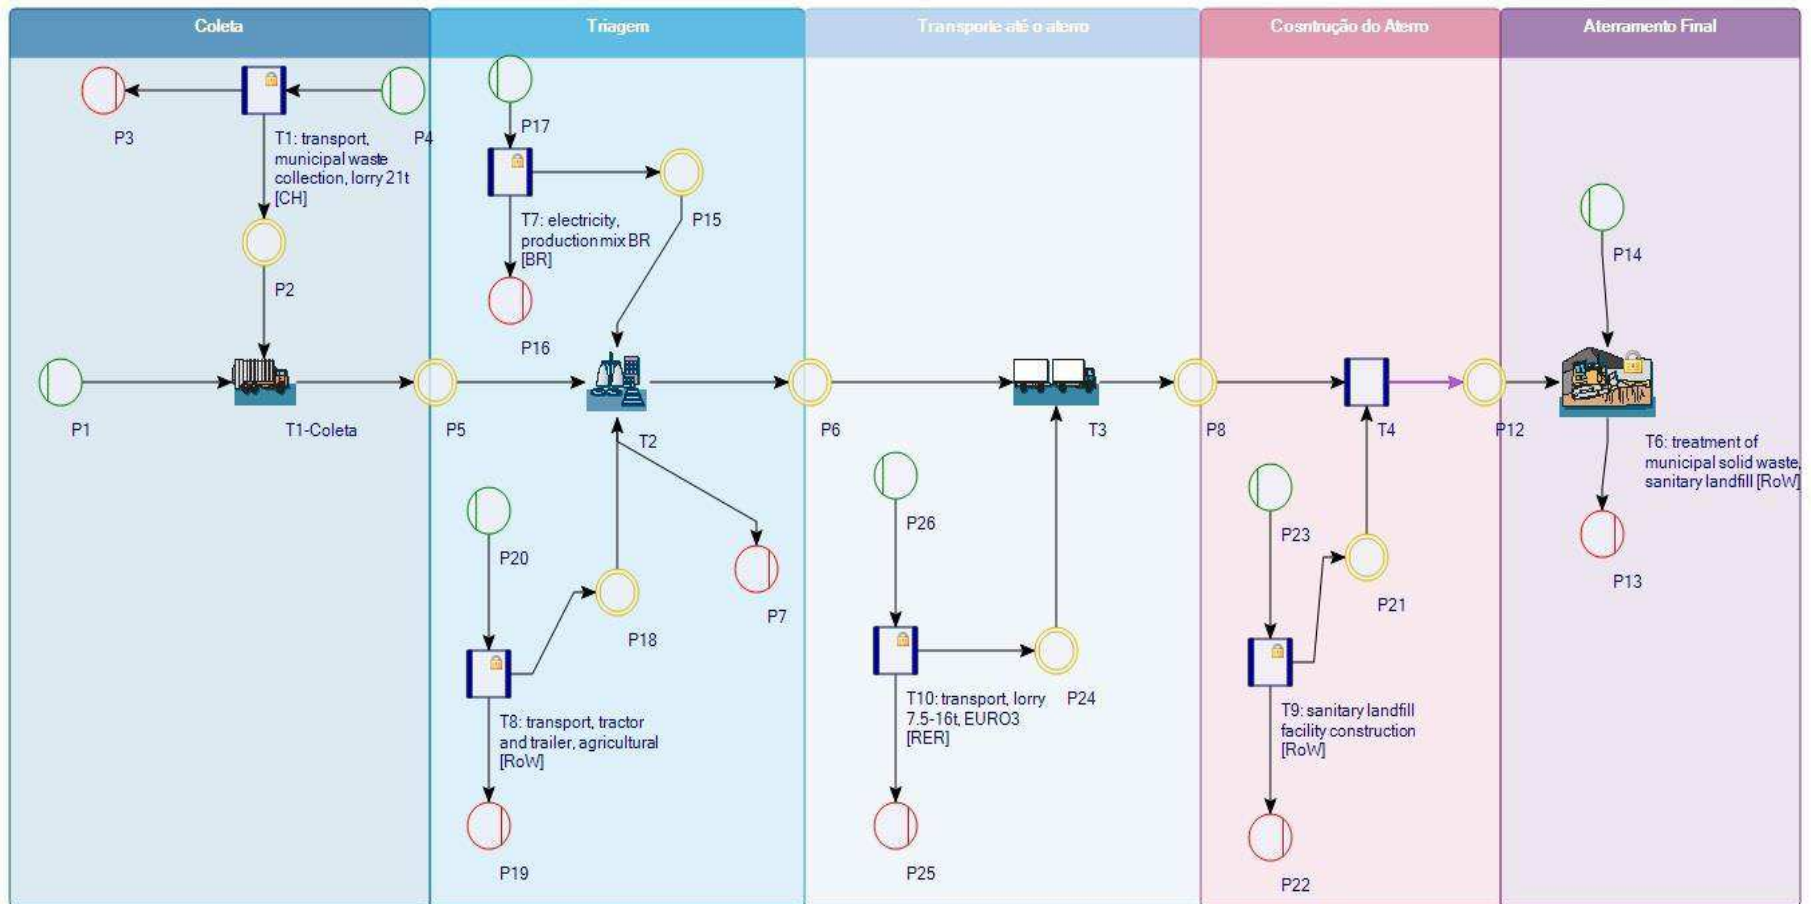 Coleta
Triagem
Transporte até o aterro
Cosntrução do Aterro
Aterramento Final
P3
P4
T1: transport,
municipal waste
collection, lorry 21t
[CH]
P2
P1
T1-Coleta
P5
P17
P15
T7: electricity,
production mix BR
[BR]
P16
T2
P6
P20
P18
P7
T8: transport, tractor
and trailer, agricultural
[RoW]
P19
T3
P8
P26
P24
T10: transport, lorry
7.5-16t, EURO3
[RER]
P25
T4
P12
P23
P21
T9: sanitary landfill
facility construction
[RoW]
P22
P14
T6: treatment of
municipal solid waste,
sanitary landfill [RoW]
P13